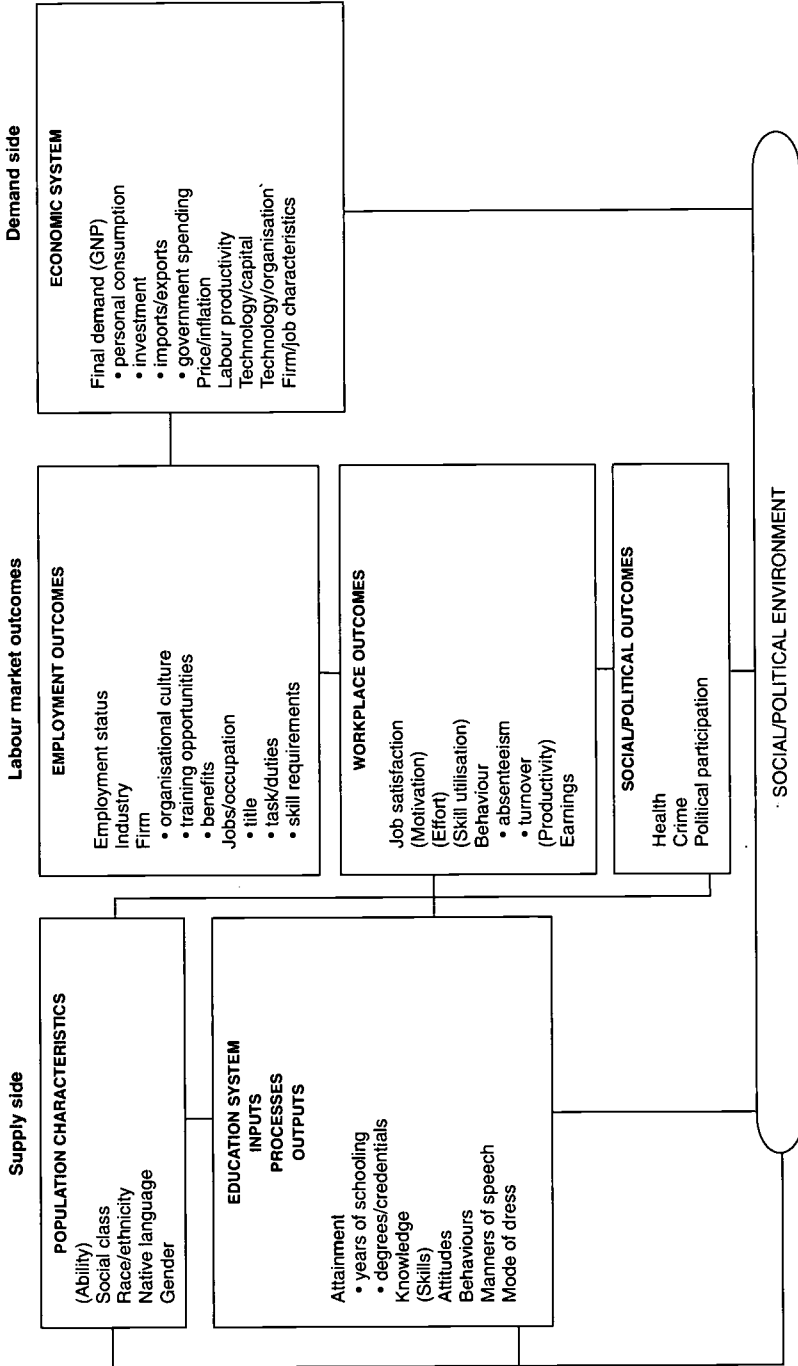 Supply side
POPULATION CHARACTERISTICS
(Ability)
Social class
Race/ethnicity
Native language
Gender
EDUCATION SYSTEM
INPUTS
PROCESSES
OUTPUTS
Attainment
• years of schooling
• degrees/credentials
Knowledge
(Skills)
Attitudes
Behaviours
Manners of speech
Mode of dress
Labour market outcomes
EMPLOYMENT OUTCOMES
Employment status
Industry
Firm
• organisational culture
• training opportunities
• benefits
Jobs/occupation
• title
• task/duties
• skill requirements
WORKPLACE OUTCOMES
Job satisfaction
(Motivation)
(Effort)
(Skill utilisation)
Behaviour
• absenteeism
• turnover
(Productivity)
Earnings
SOCIAL/POLITICAL OUTCOMES
Health
Crime
Political participation
Demand side
ECONOMIC SYSTEM
Final demand (GNP)
• personal consumption
• investment
• imports/exports
• government spending
Price/inflation
Labour productivity
Technology/capital
Technology/organisation`
Firm/job characteristics
SOCIAL/POLITICAL ENVIRONMENT